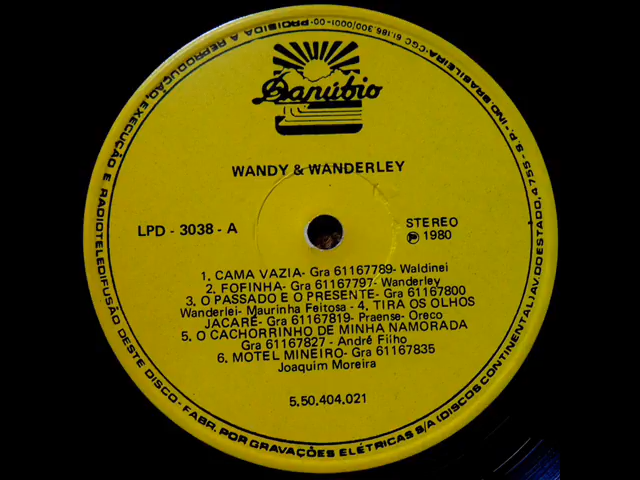 Danúbio
WANDY & WANDERLEY
LPD - 3038 - A
STEREO
Ⓟ 1980
1. CAMA VAZIA- Gra 61167789- Waldinei
2. FOFINHA- Gra 61167797- Wanderley
3. O PASSADO E O PRESENTE- Gra 61167800
Wanderlei- Maurinha Feitosa - 4. TIRA OS OLHOS
JACARÉ- Gra 61167819- Praense- Oreco
5. O CACHORRINHO DE MINHA NAMORADA
Gra 61167827 - André Filho
6. MOTEL MINEIRO- Gra 61167835
Joaquim Moreira
5.50.404.021
PROIBIDA A REPRODUÇÃO, EXECUÇÃO E RADIOTELEDIFUSÃO DESTE DISCO - FABR. POR GRAVAÇÕES ELÉTRICAS S/A (DISCOS CONTINENTAL) AV. DO ESTADO, 4755 - S. P. - IND. BRASILEIRA - CGC 61.186.300/0001-00 -